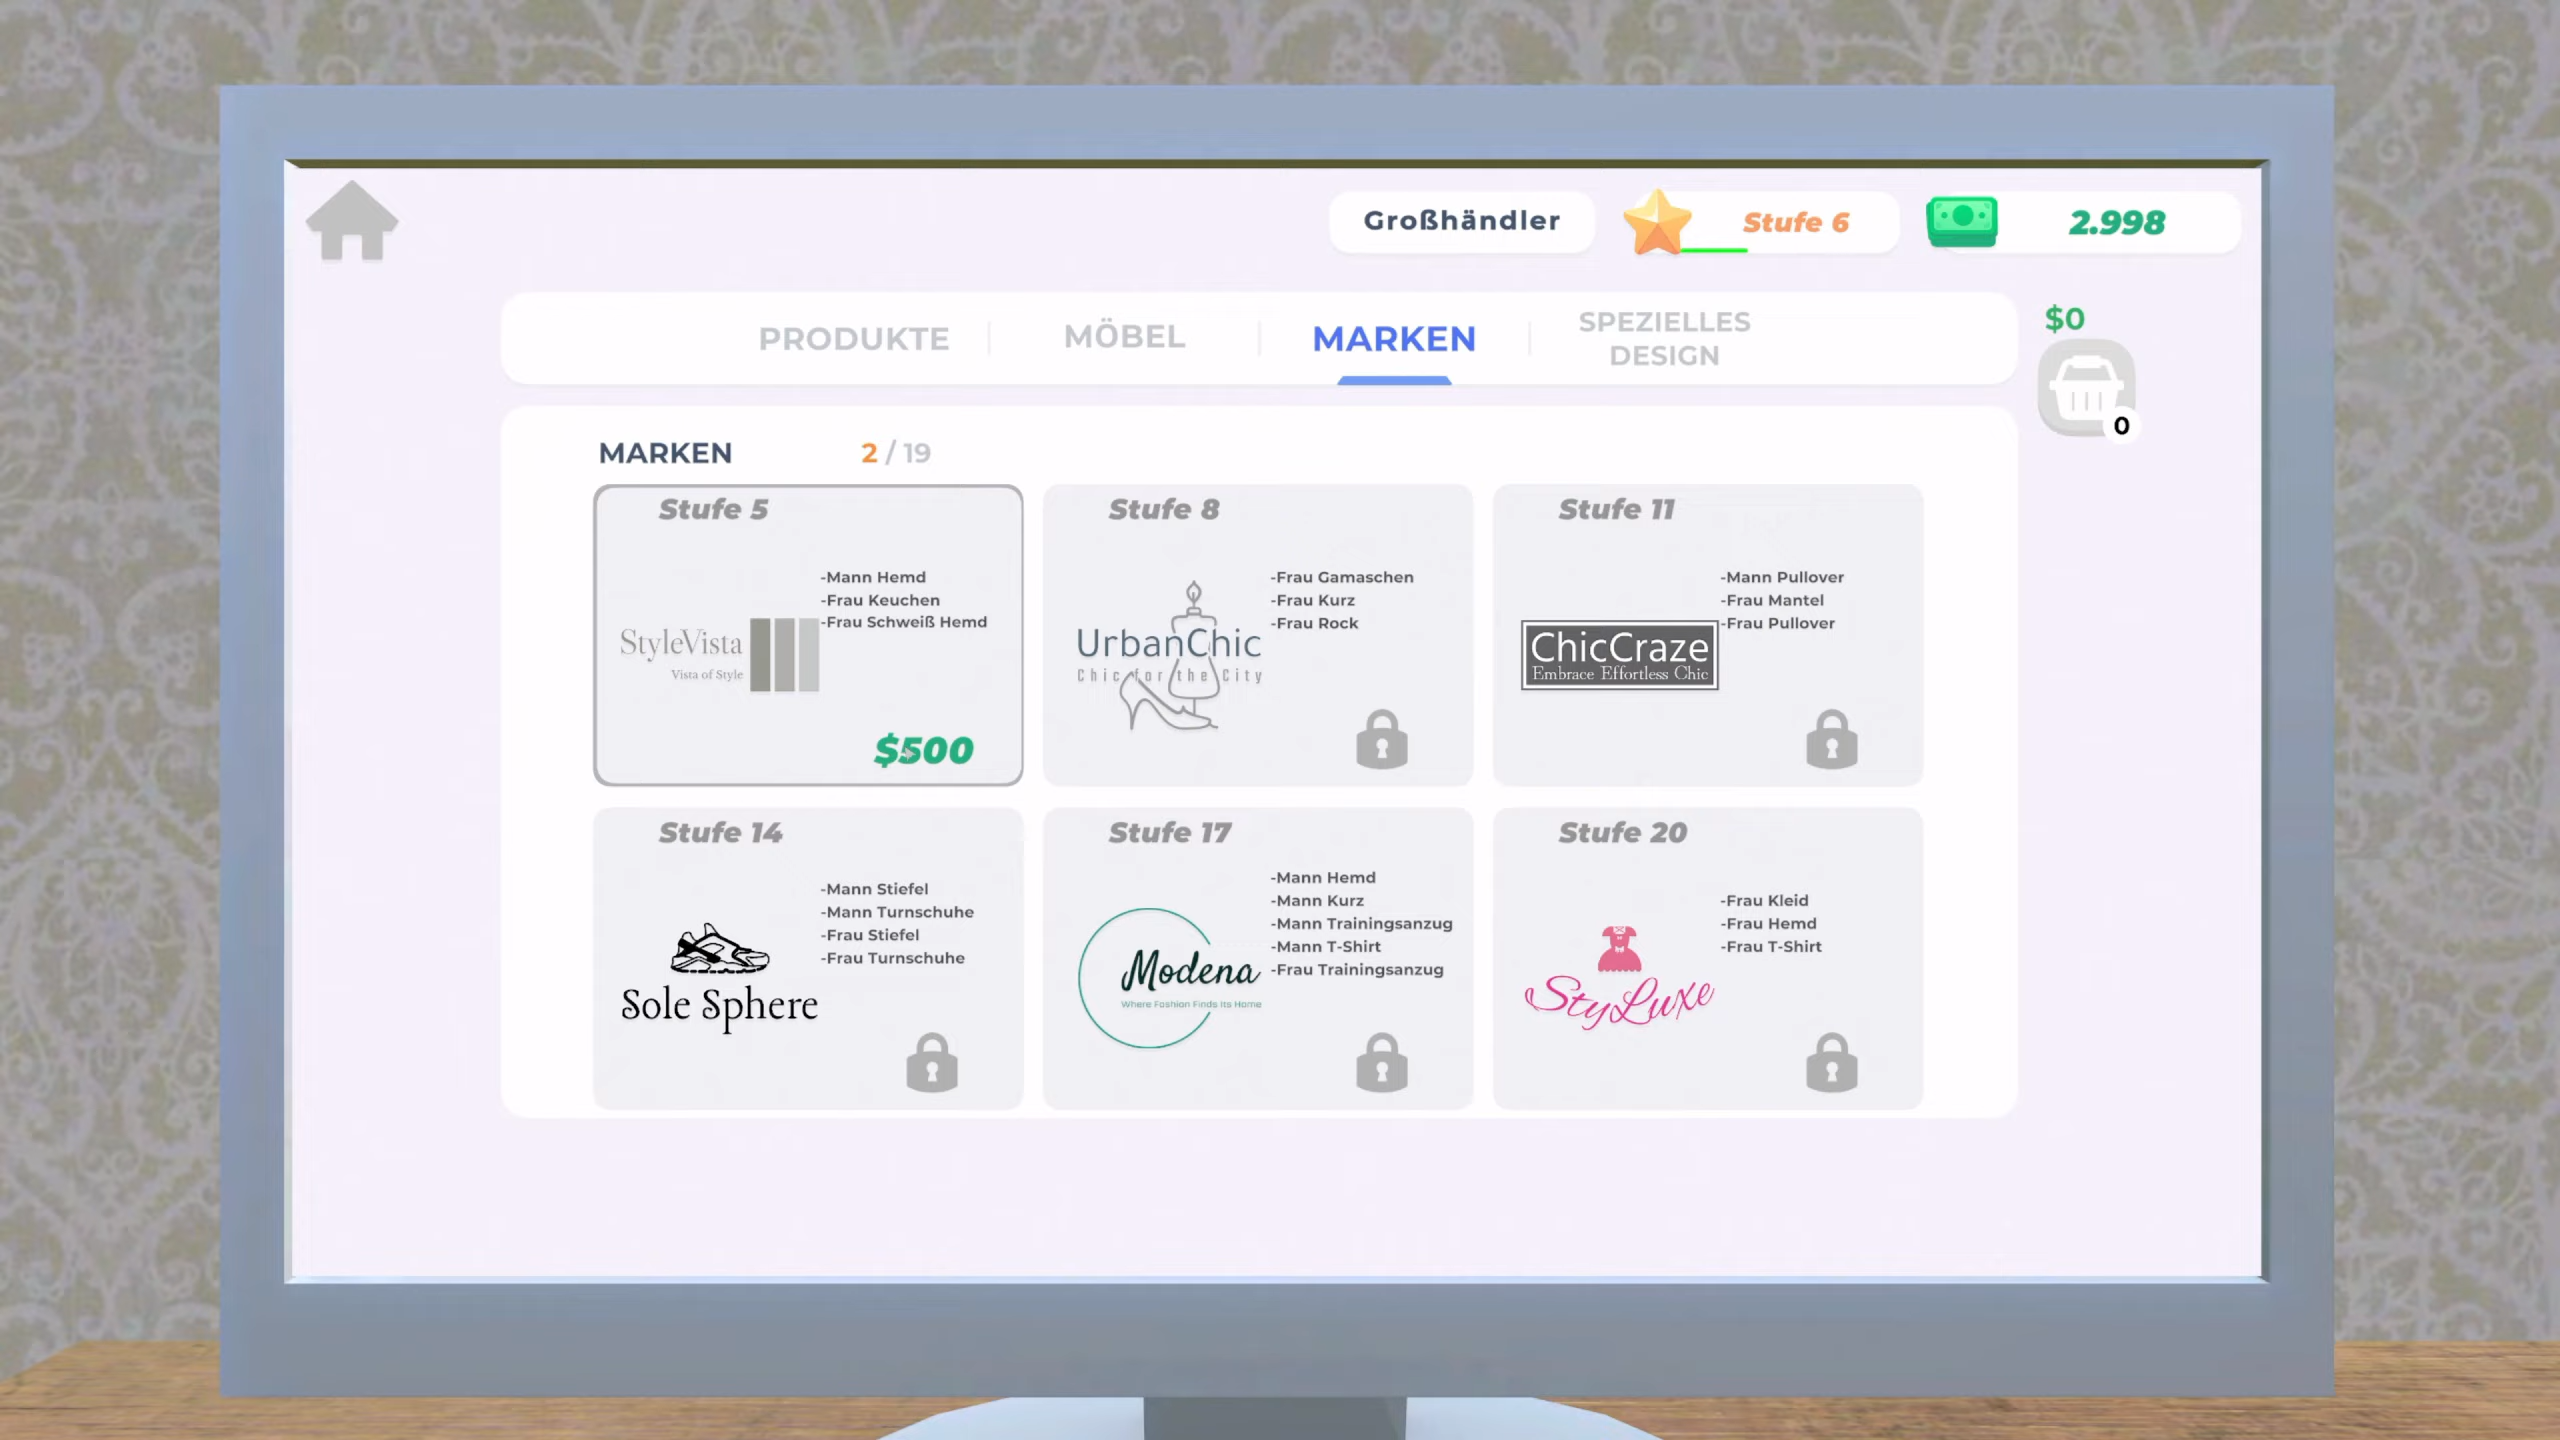 Großhändler
Stufe 6
2.998
PRODUKTE
MÖBEL
MARKEN
SPEZIELLES
DESIGN
$0
0
MARKEN
2 / 19
Stufe 5
-Mann Hemd
-Frau Keuchen
-Frau Schweiß Hemd
StyleVista
Vista of Style
$500
Stufe 8
-Frau Gamaschen
-Frau Kurz
-Frau Rock
UrbanChic
Chic for the City
Stufe 11
-Mann Pullover
-Frau Mantel
-Frau Pullover
ChicCraze
Embrace Effortless Chic
Stufe 14
-Mann Stiefel
-Mann Turnschuhe
-Frau Stiefel
-Frau Turnschuhe
Sole Sphere
Stufe 17
-Mann Hemd
-Mann Kurz
-Mann Trainingsanzug
-Mann T-Shirt
-Frau Trainingsanzug
Modena
Where Fashion Finds Its Home
Stufe 20
-Frau Kleid
-Frau Hemd
-Frau T-Shirt
StyLuxe